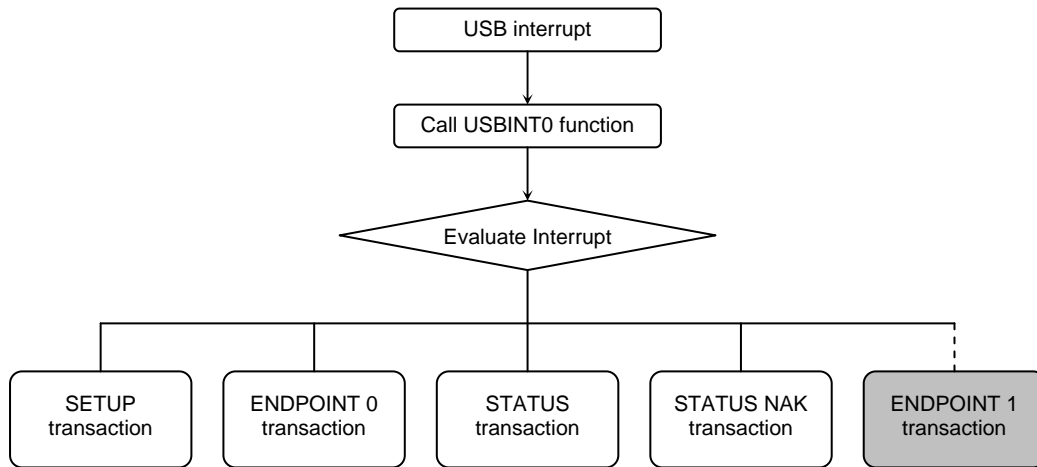 USB interrupt
Call USBINT0 function
Evaluate Interrupt
SETUP
transaction
ENDPOINT 0
transaction
STATUS
transaction
STATUS NAK
transaction
ENDPOINT 1
transaction